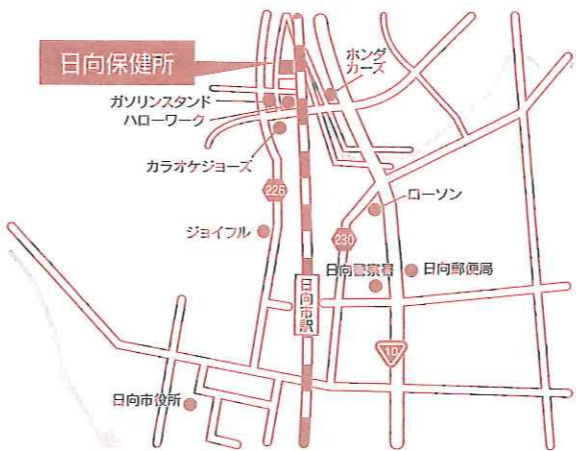 日向保健所
ホンダ
カーズ
ガソリンスタンド
ハローワーク
カラオケジョーズ
226
ローソン
ジョイフル
230
日向警察署
日向郵便局
日向市駅
10
日向市役所